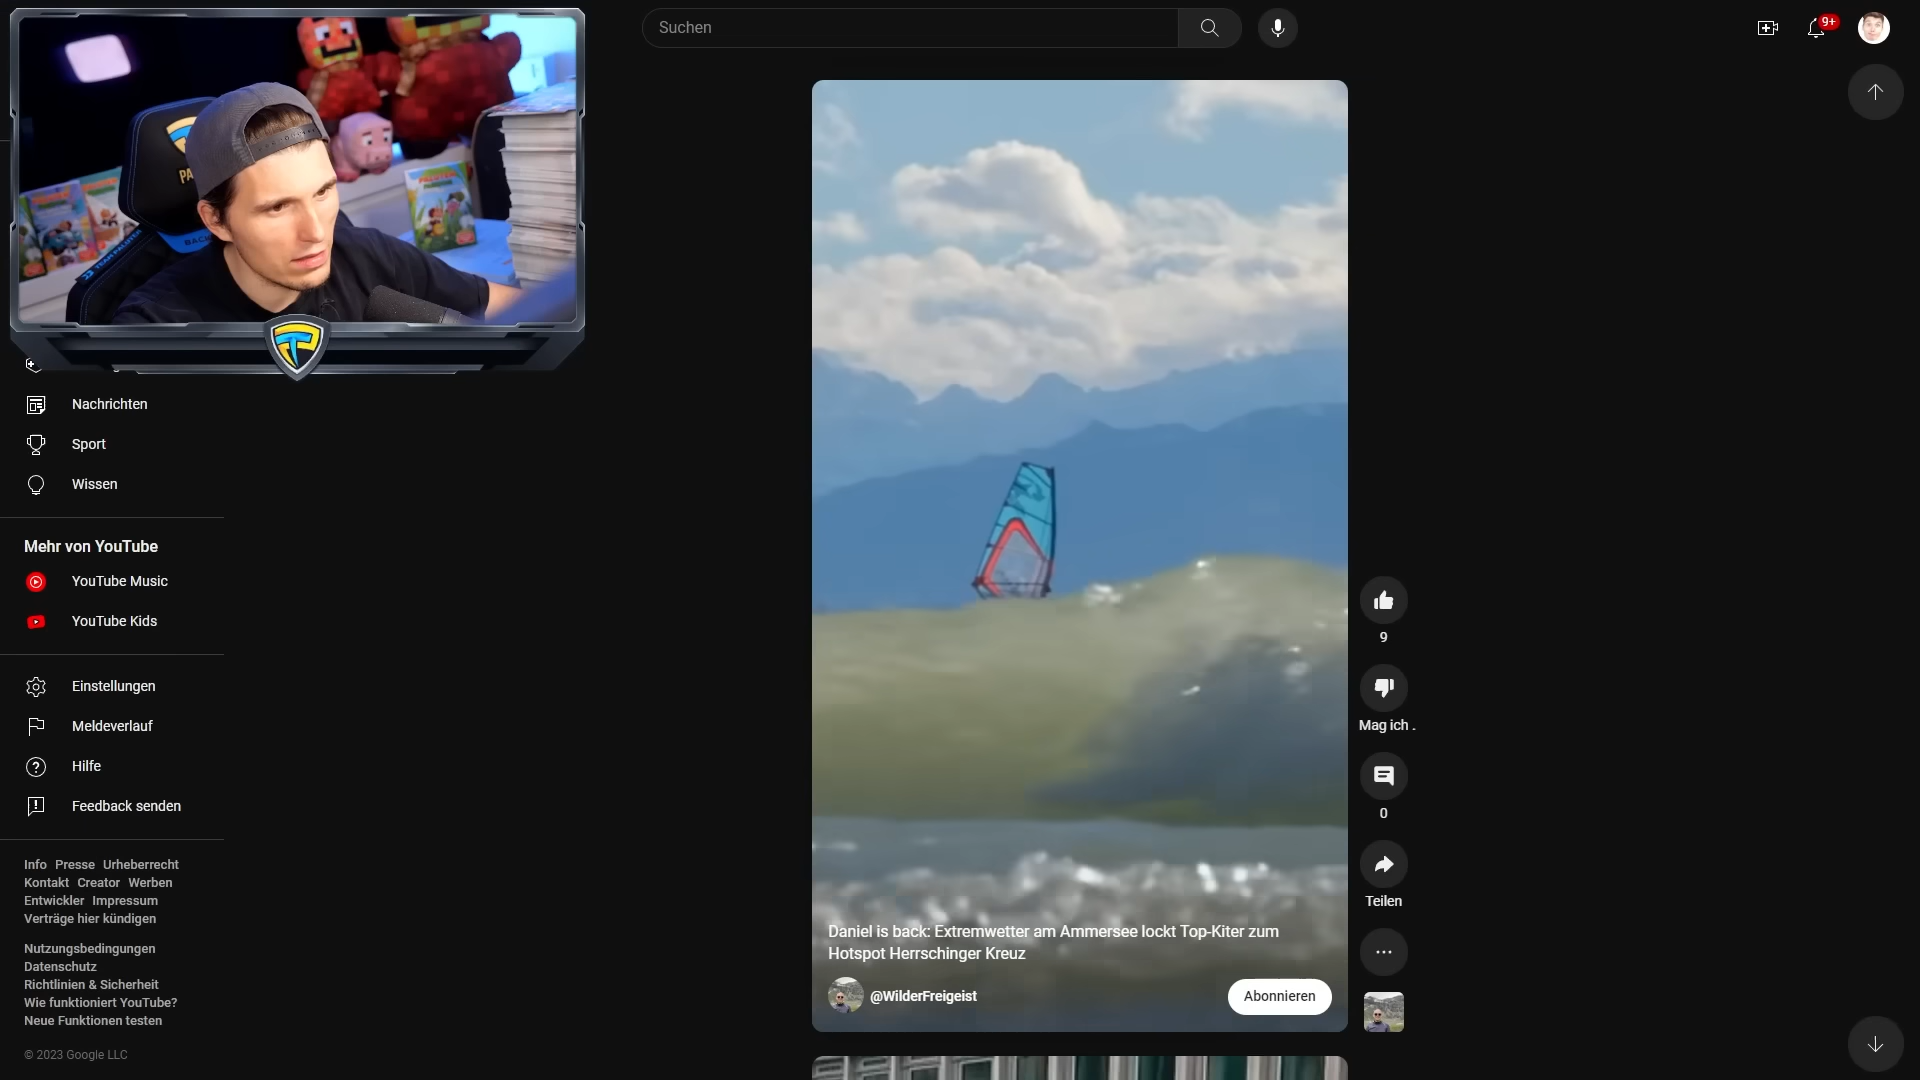 Suchen
9+
PA
BACK
PALUTEN
Nachrichten
Sport
Wissen
Mehr von YouTube
YouTube Music
YouTube Kids
Einstellungen
Meldeverlauf
Hilfe
Feedback senden
Info Presse Urheberrecht
Kontakt Creator Werben
Entwickler Impressum
Verträge hier kündigen
Nutzungsbedingungen
Datenschutz
Richtlinien & Sicherheit
Wie funktioniert YouTube?
Neue Funktionen testen
© 2023 Google LLC
Daniel is back: Extremwetter am Ammersee lockt Top-Kiter zum
Hotspot Herrschinger Kreuz
@WilderFreigeist
Abonnieren
9
Mag ich .
0
Teilen